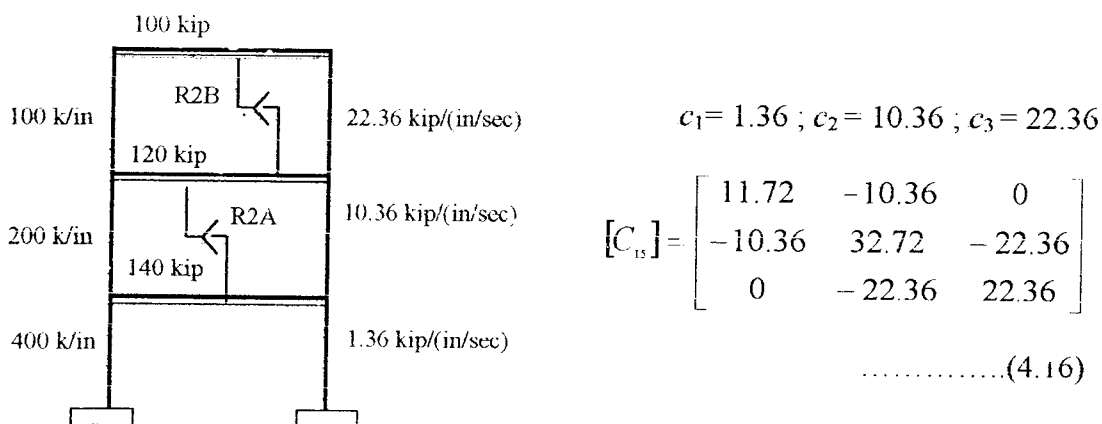 100 kip
R2B
100 k/in
22.36 kip/(in/sec)
120 kip
R2A
200 k/in
10.36 kip/(in/sec)
140 kip
400 k/in
1.36 kip/(in/sec)
c₁= 1.36 ; c₂= 10.36 ; c₃= 22.36
[C₁₅]=
11.72 −10.36 0
−10.36 32.72 −22.36
0 −22.36 22.36
..............(4.16)